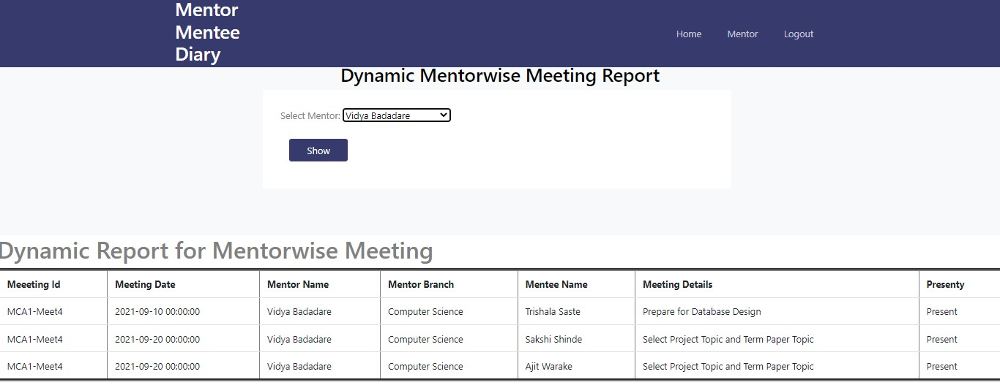 Mentor
Mentee
Diary
Home Mentor Logout
Dynamic Mentorwise Meeting Report
Select Mentor: Vidya Badadare
Show
Dynamic Report for Mentorwise Meeting
Meeeting Id Meeting Date Mentor Name Mentor Branch Mentee Name Meeting Details Presenty
MCA1-Meet4 2021-09-10 00:00:00 Vidya Badadare Computer Science Trishala Saste Prepare for Database Design Present
MCA1-Meet4 2021-09-20 00:00:00 Vidya Badadare Computer Science Sakshi Shinde Select Project Topic and Term Paper Topic Present
MCA1-Meet4 2021-09-20 00:00:00 Vidya Badadare Computer Science Ajit Warake Select Project Topic and Term Paper Topic Present